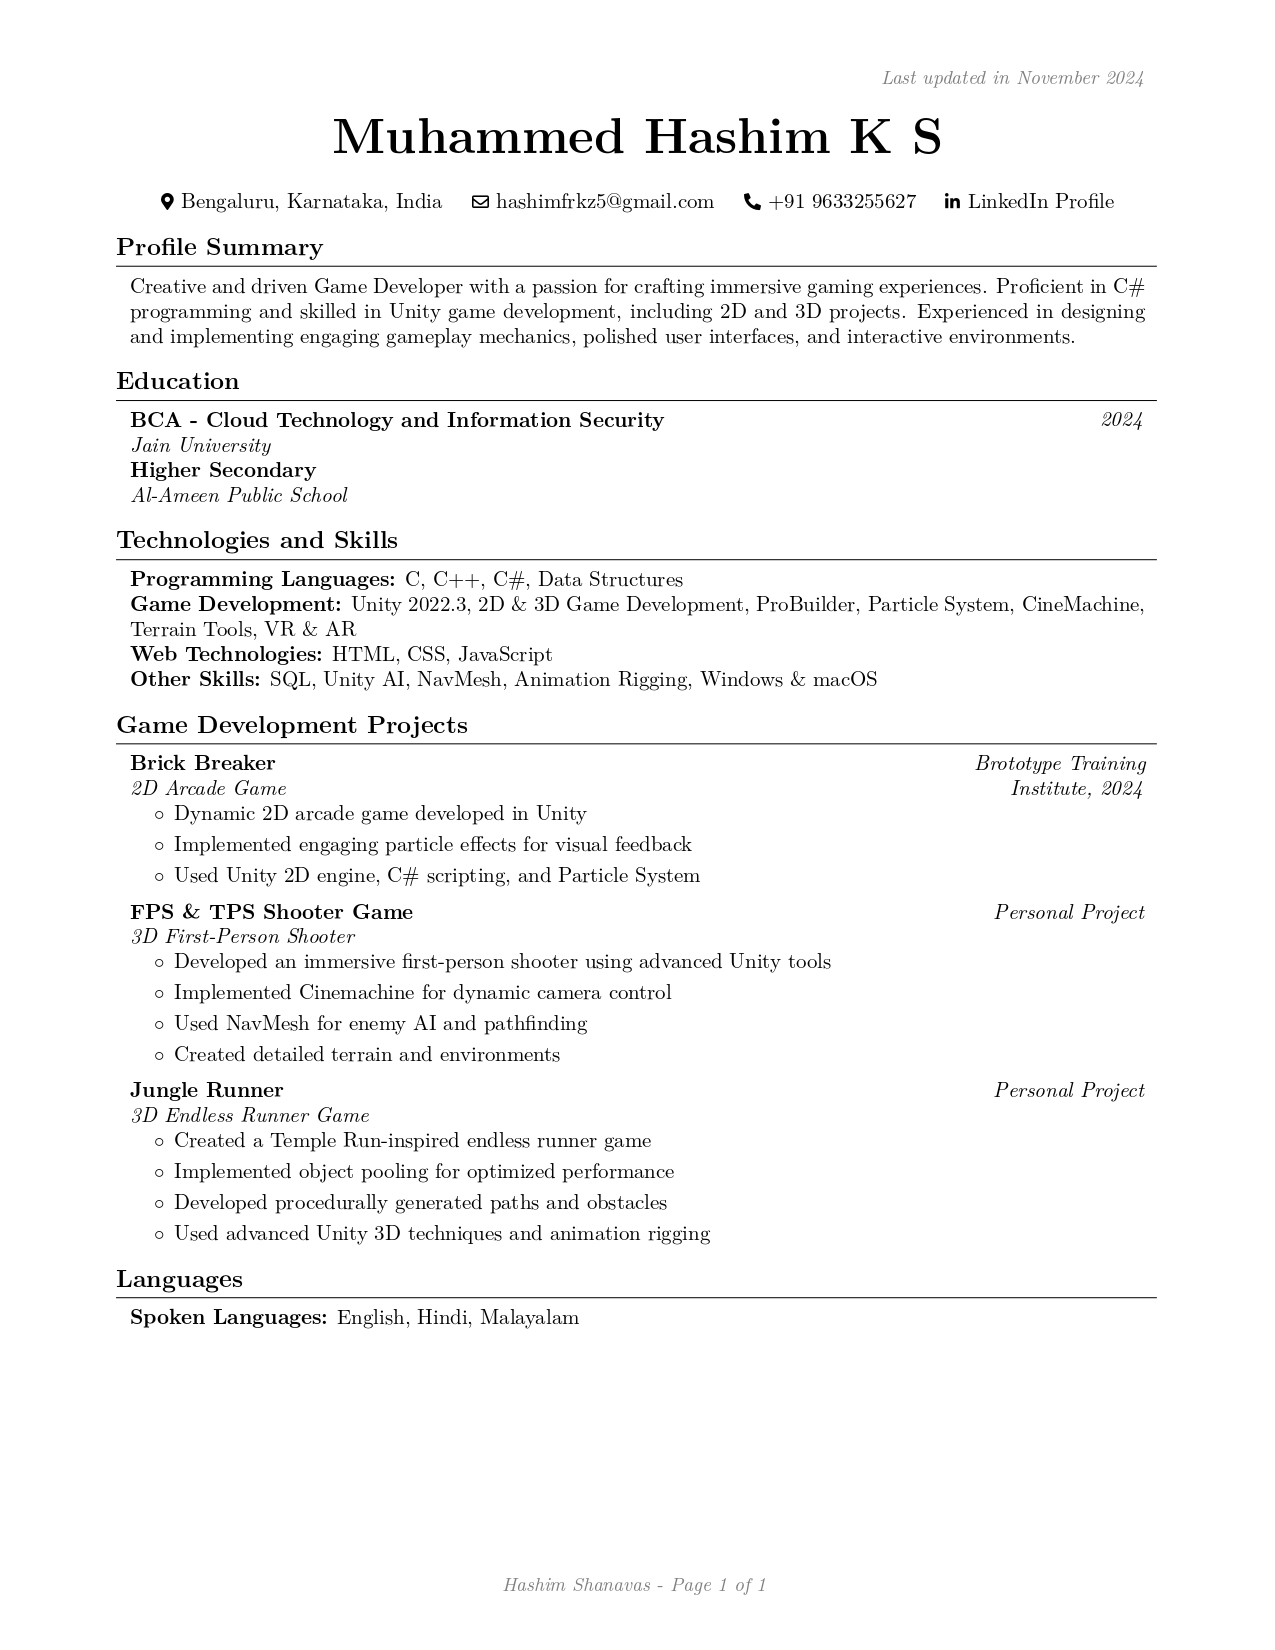 Last updated in November 2024
Muhammed Hashim K S
Bengaluru, Karnataka, India hashimfrkz5@gmail.com +91 9633255627 LinkedIn Profile
Profile Summary
Creative and driven Game Developer with a passion for crafting immersive gaming experiences. Proficient in C#
programming and skilled in Unity game development, including 2D and 3D projects. Experienced in designing
and implementing engaging gameplay mechanics, polished user interfaces, and interactive environments.
Education
BCA - Cloud Technology and Information Security 2024
Jain University
Higher Secondary
Al-Ameen Public School
Technologies and Skills
Programming Languages: C, C++, C#, Data Structures
Game Development: Unity 2022.3, 2D & 3D Game Development, ProBuilder, Particle System, CineMachine,
Terrain Tools, VR & AR
Web Technologies: HTML, CSS, JavaScript
Other Skills: SQL, Unity AI, NavMesh, Animation Rigging, Windows & macOS
Game Development Projects
Brick Breaker Brototype Training
2D Arcade Game Institute, 2024
◦ Dynamic 2D arcade game developed in Unity
◦ Implemented engaging particle effects for visual feedback
◦ Used Unity 2D engine, C# scripting, and Particle System
FPS & TPS Shooter Game Personal Project
3D First-Person Shooter
◦ Developed an immersive first-person shooter using advanced Unity tools
◦ Implemented Cinemachine for dynamic camera control
◦ Used NavMesh for enemy AI and pathfinding
◦ Created detailed terrain and environments
Jungle Runner Personal Project
3D Endless Runner Game
◦ Created a Temple Run-inspired endless runner game
◦ Implemented object pooling for optimized performance
◦ Developed procedurally generated paths and obstacles
◦ Used advanced Unity 3D techniques and animation rigging
Languages
Spoken Languages: English, Hindi, Malayalam
Hashim Shanavas - Page 1 of 1